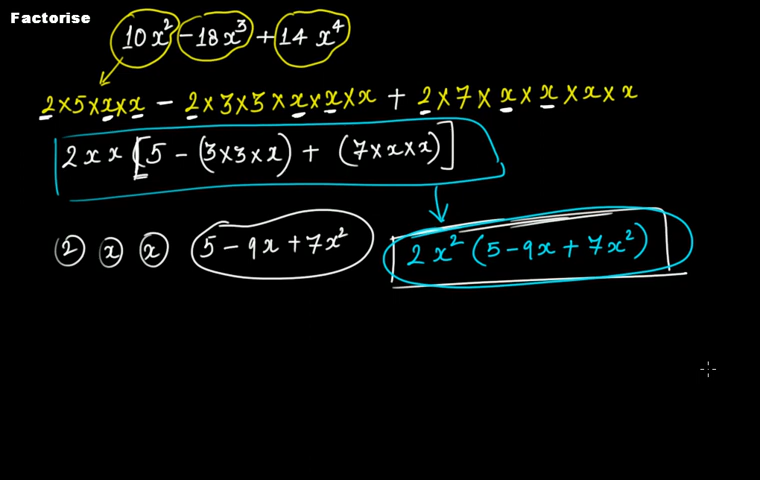 Factorise
10x² - 18x³ + 14x⁴
2×5×x×x - 2×3×3×x×x×x + 2×7×x×x×x×x
2xx [5 - (3×3×x) + (7×x×x)]
2 x x 5 - 9x + 7x² 2x² (5 - 9x + 7x²)